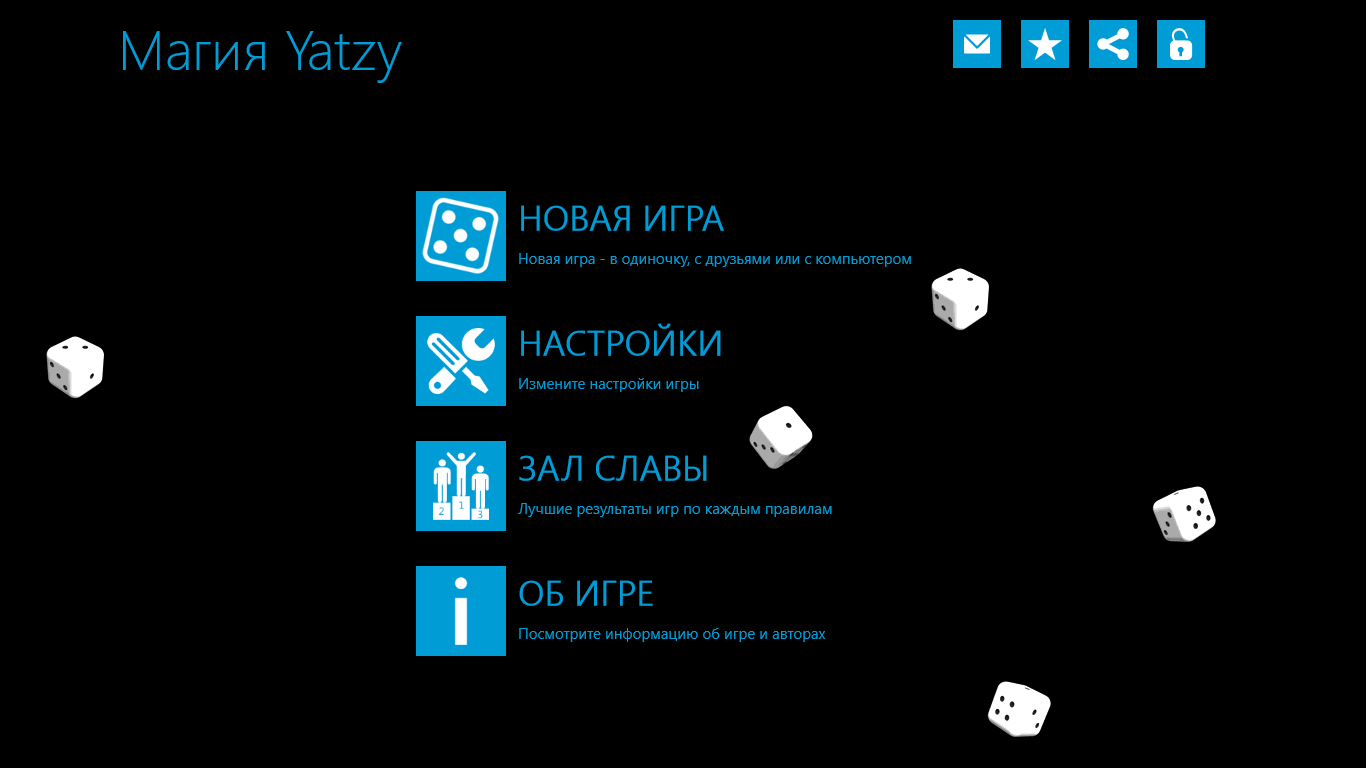 Магия Yatzy
НОВАЯ ИГРА
Новая игра - в одиночку, с друзьями или с компьютером
НАСТРОЙКИ
Измените настройки игры
1
2
3
ЗАЛ СЛАВЫ
Лучшие результаты игр по каждым правилам
i
ОБ ИГРЕ
Посмотрите информацию об игре и авторах